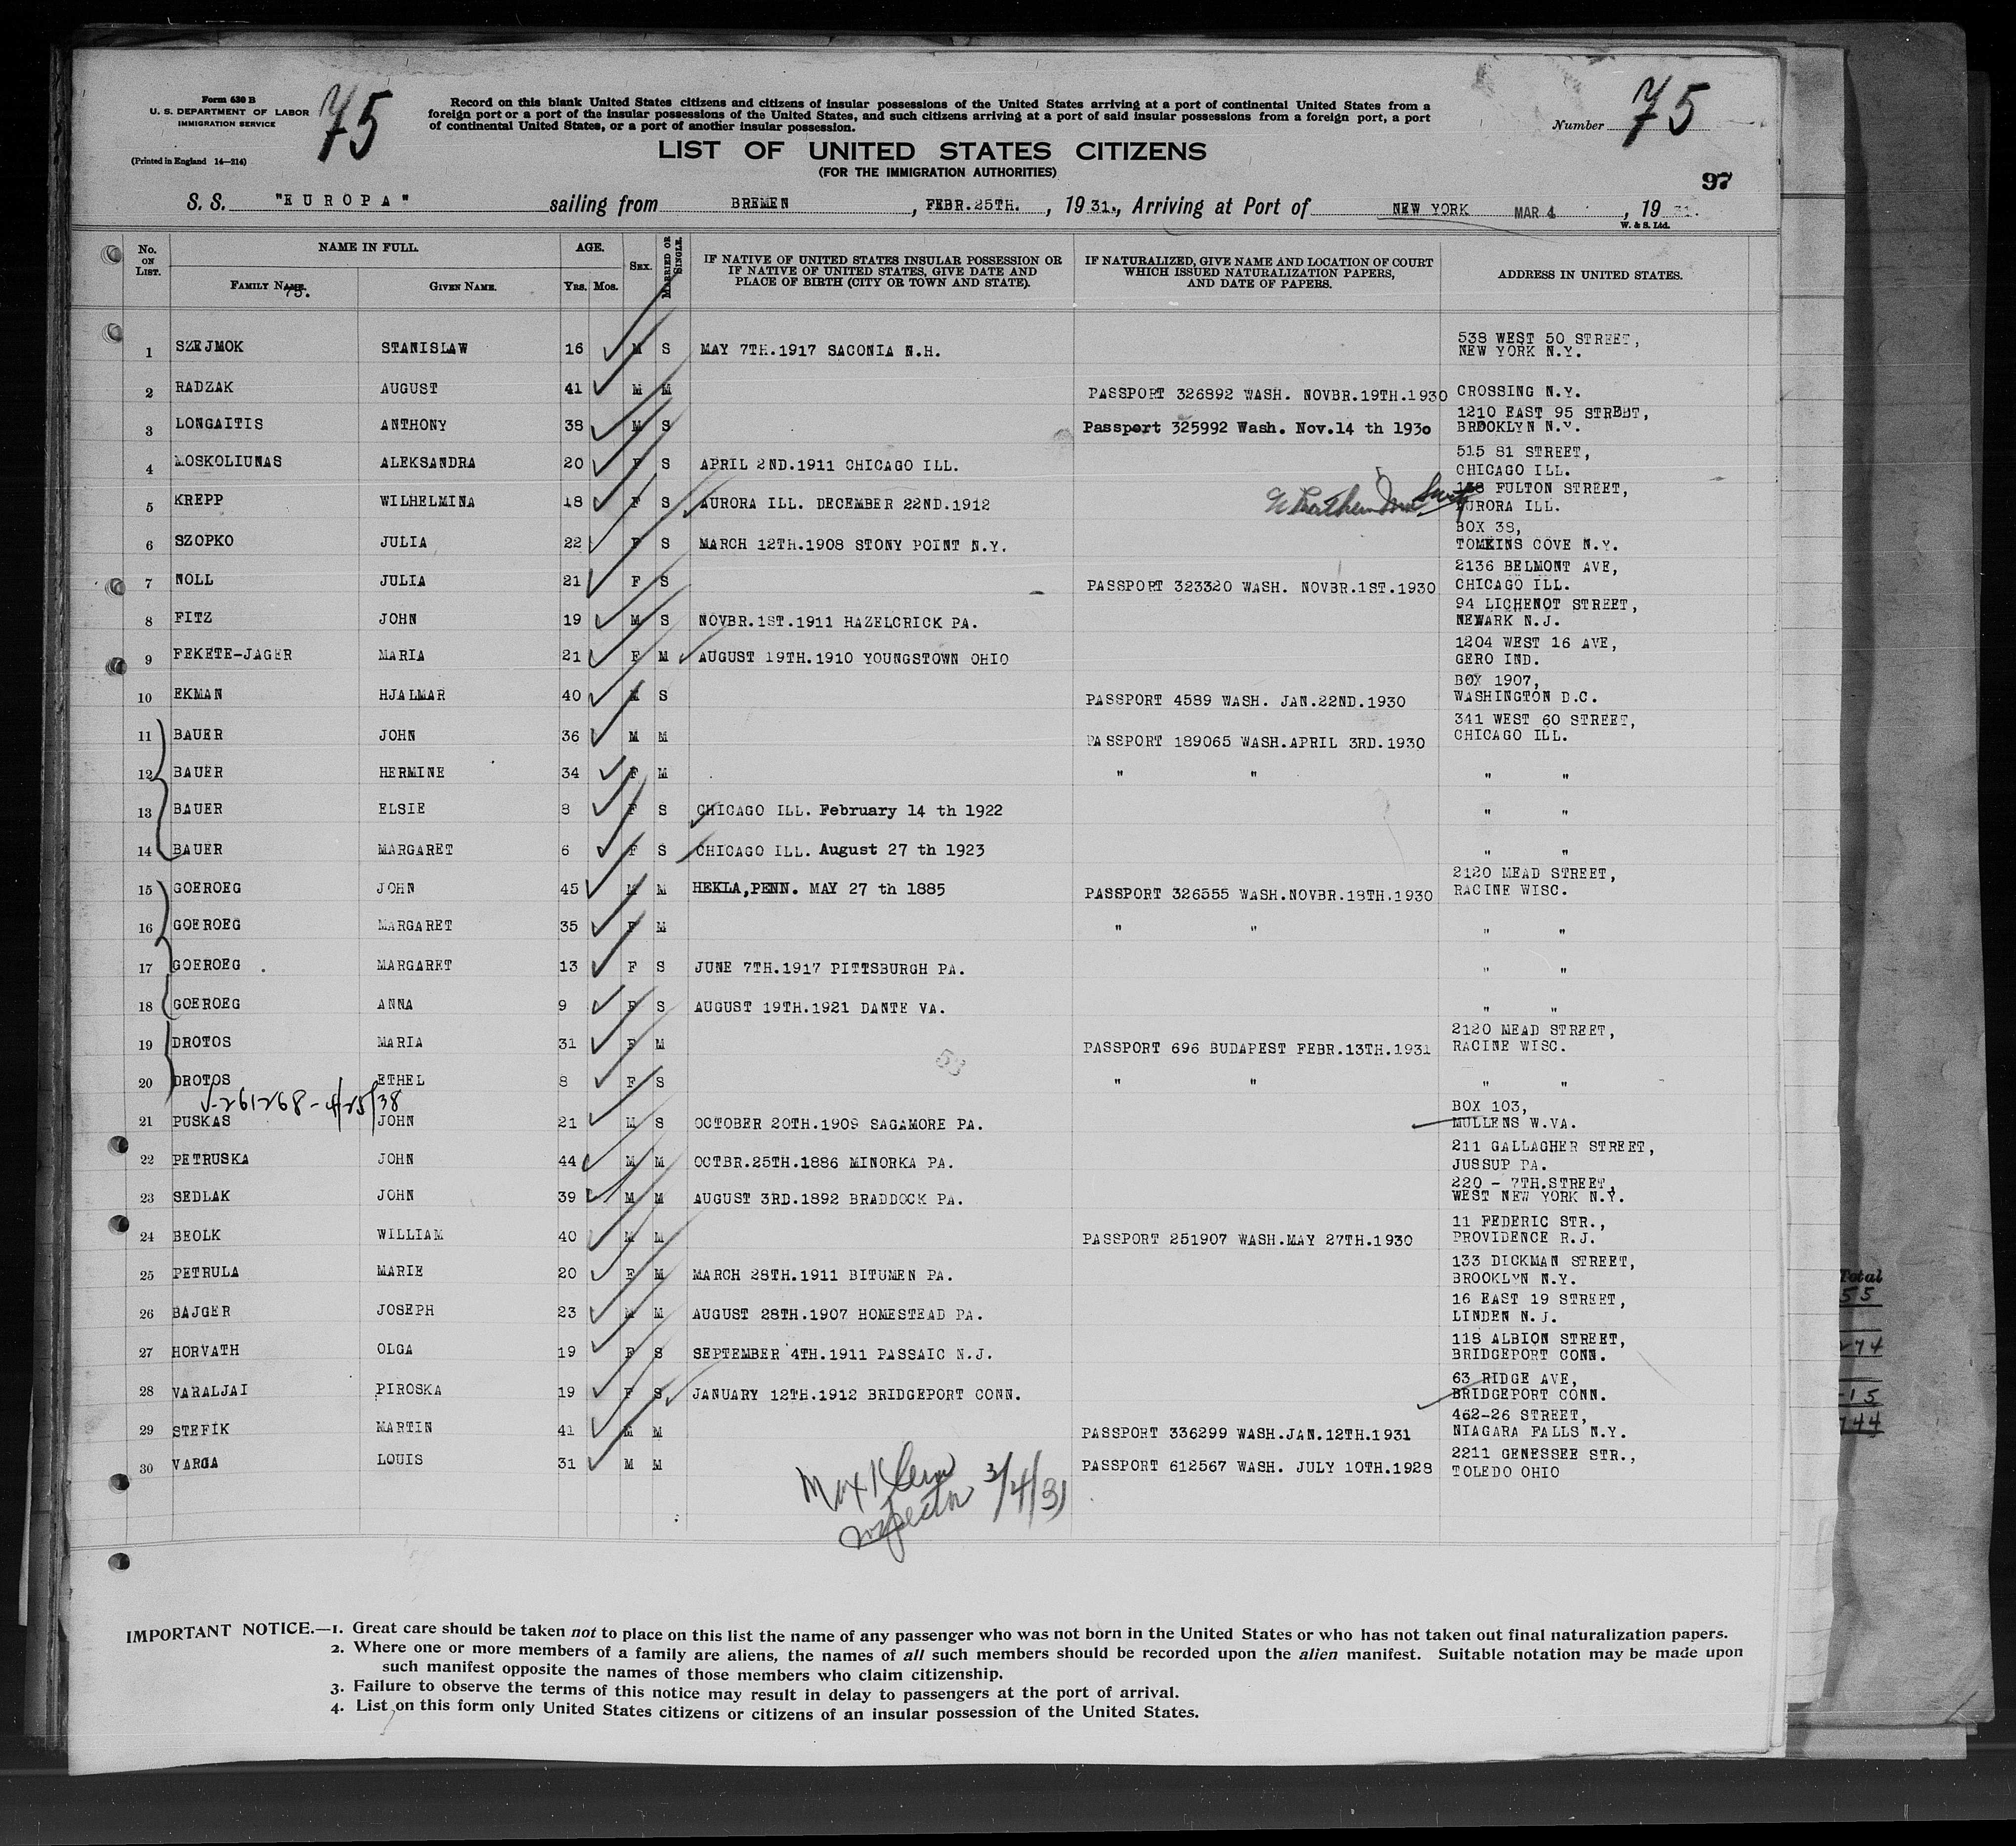 Form 630 B
U. S. DEPARTMENT OF LABOR
IMMIGRATION SERVICE
(Printed in England 14—214)
75
Record on this blank United States citizens and citizens of insular possessions of the United States arriving at a port of continental United States from a
foreign port or a port of the insular possessions of the United States, and such citizens arriving at a port of said insular possessions from a foreign port, a port
of continental United States, or a port of another insular possession.
Number 75
LIST OF UNITED STATES CITIZENS
(FOR THE IMMIGRATION AUTHORITIES)
97
S. S. "EUROPA" sailing from BREMEN, FEBR.25TH., 1931., Arriving at Port of NEW YORK MAR 4, 1931.
W. & S. Ltd.
No. ON LIST. NAME IN FULL. AGE. SEX. MARRIED OR SINGLE. IF NATIVE OF UNITED STATES INSULAR POSSESSION OR IF NATIVE OF UNITED STATES, GIVE DATE AND PLACE OF BIRTH (CITY OR TOWN AND STATE). IF NATURALIZED, GIVE NAME AND LOCATION OF COURT WHICH ISSUED NATURALIZATION PAPERS, AND DATE OF PAPERS. ADDRESS IN UNITED STATES.
FAMILY NAME. GIVEN NAME. Yrs. Mos.
75.
1 SZEJMOK STANISLAW 16 M S MAY 7TH.1917 SACONIA N.H. 538 WEST 50 STREET, NEW YORK N.Y.
2 RADZAK AUGUST 41 M M PASSPORT 326892 WASH. NOVBR.19TH.1930 CROSSING N.Y.
3 LONGAITIS ANTHONY 38 M S Passport 325992 Wash. Nov.14 th 1930 1210 EAST 95 STREET, BROOKLYN N.Y.
4 MOSKOLIUNAS ALEKSANDRA 20 F S APRIL 2ND.1911 CHICAGO ILL. 515 81 STREET, CHICAGO ILL.
5 KREPP WILHELMINA 18 F S AURORA ILL. DECEMBER 22ND.1912 FULTON STREET, AURORA ILL.
6 SZOPKO JULIA 22 F S MARCH 12TH.1908 STONY POINT N.Y. BOX 38, TOMKINS COVE N.Y.
7 NOLL JULIA 21 F S PASSPORT 323320 WASH. NOVBR.1ST.1930 2136 BELMONT AVE, CHICAGO ILL.
8 FITZ JOHN 19 M S NOVBR.1ST.1911 HAZELCRICK PA. 94 LICHENOT STREET, NEWARK N.J.
9 FEKETE-JAGER MARIA 21 F M AUGUST 19TH.1910 YOUNGSTOWN OHIO 1204 WEST 16 AVE, GERO IND.
10 EKMAN HJALMAR 40 M S PASSPORT 4589 WASH. JAN.22ND.1930 BOX 1907, WASHINGTON D.C.
11 BAUER JOHN 36 M M PASSPORT 189065 WASH.APRIL 3RD.1930 341 WEST 60 STREET, CHICAGO ILL.
12 BAUER HERMINE 34 F M " " " "
13 BAUER ELSIE 8 F S CHICAGO ILL. February 14 th 1922 " "
14 BAUER MARGARET 6 F S CHICAGO ILL. August 27 th 1923 " "
15 GOEROEG JOHN 45 M M HEKLA,PENN. MAY 27 th 1885 PASSPORT 326555 WASH.NOVBR.18TH.1930 2120 MEAD STREET, RACINE WISC.
16 GOEROEG MARGARET 35 F M " " " "
17 GOEROEG MARGARET 13 F S JUNE 7TH.1917 PITTSBURGH PA. " "
18 GOEROEG ANNA 9 F S AUGUST 19TH.1921 DANTE VA. " "
19 DROTOS MARIA 31 F M PASSPORT 696 BUDAPEST FEBR.13TH.1931 2120 MEAD STREET, RACINE WISC.
53
20 DROTOS ETHEL 8 F S " " " "
261268-4/25/38
21 PUSKAS JOHN 21 M S OCTOBER 20TH.1909 SAGAMORE PA. BOX 103, MULLENS W.VA.
22 PETRUSKA JOHN 44 M M OCTBR.25TH.1886 MINORKA PA. 211 GALLAGHER STREET, JUSSUP PA.
23 SEDLAK JOHN 39 M M AUGUST 3RD.1892 BRADDOCK PA. 220 - 7TH.STREET, WEST NEW YORK N.Y.
24 BEOLK WILLIAM 40 M M PASSPORT 251907 WASH.MAY 27TH.1930 11 FEDERIC STR., PROVIDENCE R.J.
25 PETRULA MARIE 20 F M MARCH 28TH.1911 BITUMEN PA. 133 DICKMAN STREET, BROOKLYN N.Y.
26 BAJGER JOSEPH 23 M M AUGUST 28TH.1907 HOMESTEAD PA. 16 EAST 19 STREET, LINDEN N.J.
27 HORVATH OLGA 19 F S SEPTEMBER 4TH.1911 PASSAIC N.J. 118 ALBION STREET, BRIDGEPORT CONN.
28 VARALJAI PIROSKA 19 F S JANUARY 12TH.1912 BRIDGEPORT CONN. 63 RIDGE AVE, BRIDGEPORT CONN.
29 STEFIK MARTIN 41 M M PASSPORT 336299 WASH.JAN.12TH.1931 462-26 STREET, NIAGARA FALLS N.Y.
30 VARGA LOUIS 31 M M PASSPORT 612567 WASH. JULY 10TH.1928 2211 GENESSEE STR., TOLEDO OHIO
Max Klein 3/4/31
Inspector
Total
55
274
15
744
IMPORTANT NOTICE.—1. Great care should be taken not to place on this list the name of any passenger who was not born in the United States or who has not taken out final naturalization papers.
2. Where one or more members of a family are aliens, the names of all such members should be recorded upon the alien manifest. Suitable notation may be made upon
such manifest opposite the names of those members who claim citizenship.
3. Failure to observe the terms of this notice may result in delay to passengers at the port of arrival.
4. List on this form only United States citizens or citizens of an insular possession of the United States.